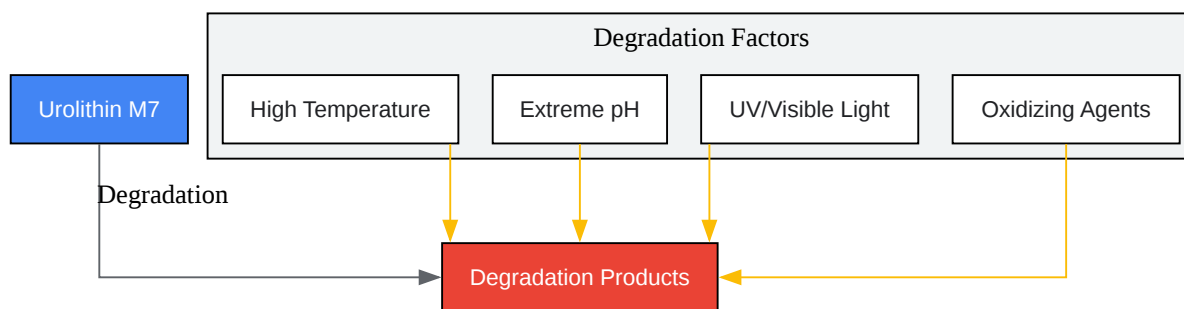 Degradation Factors
Urolithin M7
High Temperature
Extreme pH
UV/Visible Light
Oxidizing Agents
Degradation
Degradation Products